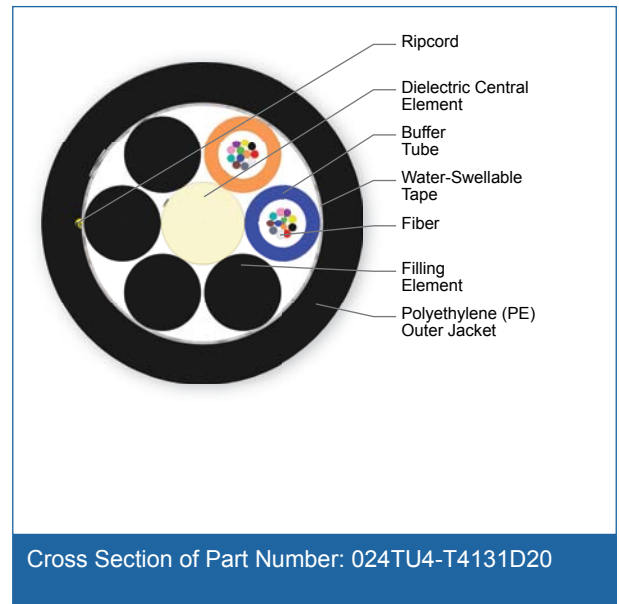 Ripcord
Dielectric Central
Element
Buffer
Tube
Water-Swellable
Tape
Fiber
Filling
Element
Polyethylene (PE)
Outer Jacket
Cross Section of Part Number: 024TU4-T4131D20